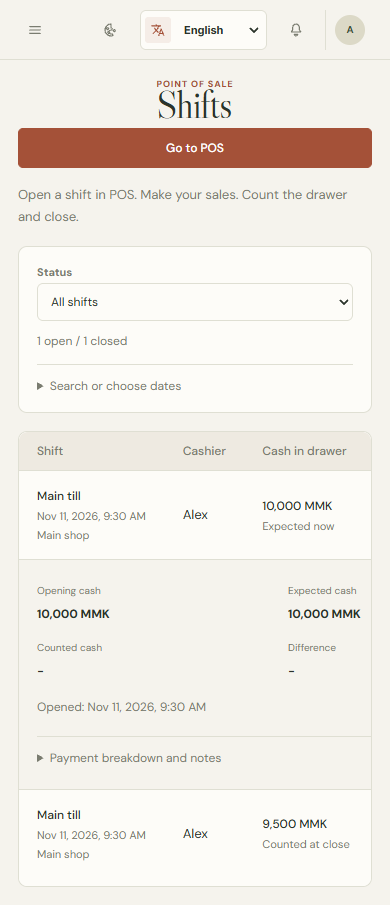 English
A
POINT OF SALE
Shifts
Go to POS
Open a shift in POS. Make your sales. Count the drawer
and close.
Status
All shifts
1 open / 1 closed
Search or choose dates
Shift Cashier Cash in drawer
Main till
Nov 11, 2026, 9:30 AM
Main shop
Alex
10,000 MMK
Expected now
Opening cash Expected cash
10,000 MMK 10,000 MMK
Counted cash Difference
– –
Opened: Nov 11, 2026, 9:30 AM
Payment breakdown and notes
Main till
Nov 11, 2026, 9:30 AM
Main shop
Alex
9,500 MMK
Counted at close